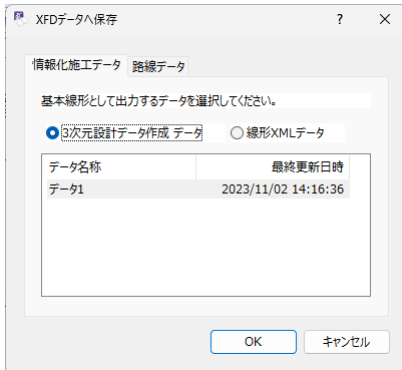 XFDデータへ保存 ? ×
情報化施工データ 路線データ
基本線形として出力するデータを選択してください。
3次元設計データ作成 データ 線形XMLデータ
データ名称 最終更新日時
データ1 2023/11/02 14:16:36
OK キャンセル